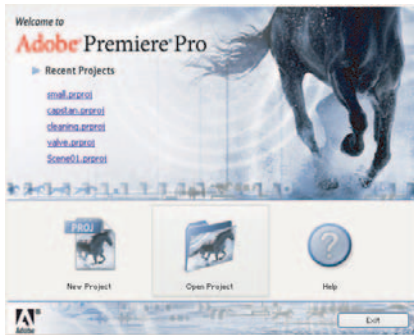 Welcome to
Adobe® Premiere® Pro
Recent Projects
small.prproj
capstan.prproj
cleaning.prproj
valve.prproj
Scene01.prproj
PROJ
New Project
Open Project
Help
Adobe
Exit